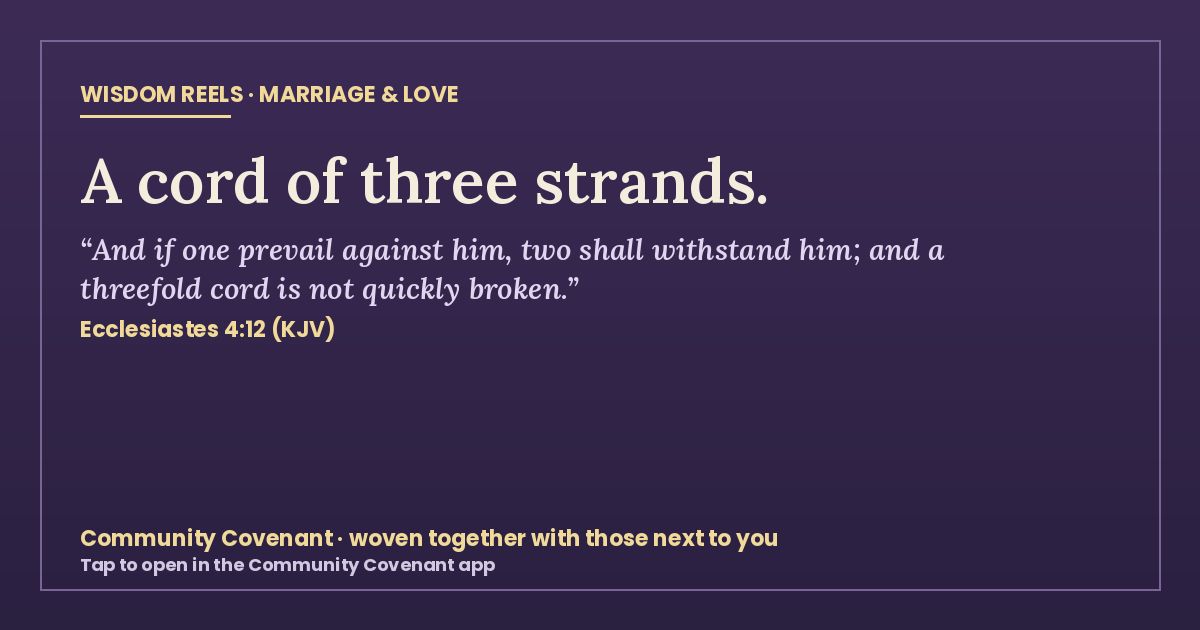 WISDOM REELS · MARRIAGE & LOVE
A cord of three strands.
“And if one prevail against him, two shall withstand him; and a
threefold cord is not quickly broken.”
Ecclesiastes 4:12 (KJV)
Community Covenant · woven together with those next to you
Tap to open in the Community Covenant app